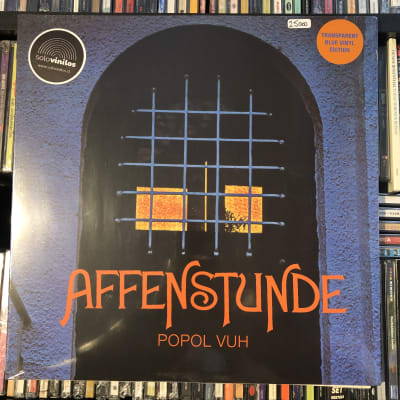 solovinilos
TRANSPARENT
BLUE VINYL
EDITION
AFFENSTUNDE
POPOL VUH